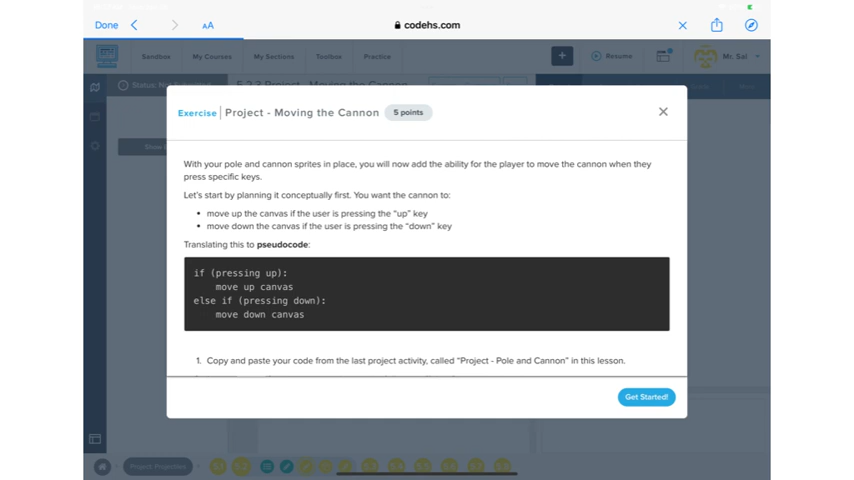 Done
AA
codehs.com
Sandbox
My Courses
My Sections
Toolbox
Practice
+
Resume
Mr. Sal
Exercise
Project - Moving the Cannon
5 points
With your pole and cannon sprites in place, you will now add the ability for the player to move the cannon when they
press specific keys.
Let's start by planning it conceptually first. You want the cannon to:
• move up the canvas if the user is pressing the "up" key
• move down the canvas if the user is pressing the "down" key
Translating this to pseudocode:
if (pressing up):
move up canvas
else if (pressing down):
move down canvas
1. Copy and paste your code from the last project activity, called "Project - Pole and Cannon" in this lesson.
Get Started!